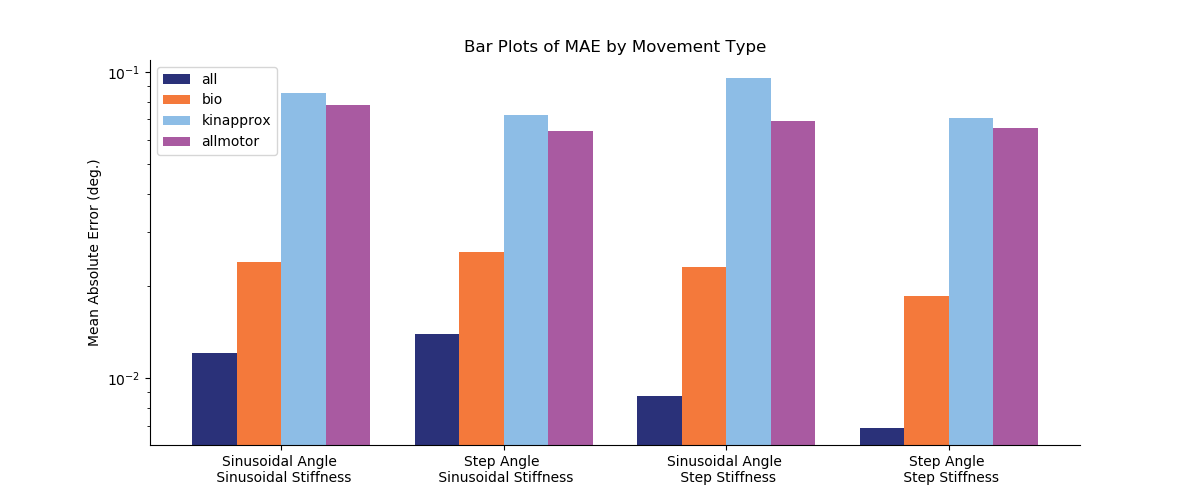 Bar Plots of MAE by Movement Type
10⁻¹
10⁻²
Mean Absolute Error (deg.)
all
bio
kinapprox
allmotor
Sinusoidal Angle
Sinusoidal Stiffness
Step Angle
Sinusoidal Stiffness
Sinusoidal Angle
Step Stiffness
Step Angle
Step Stiffness